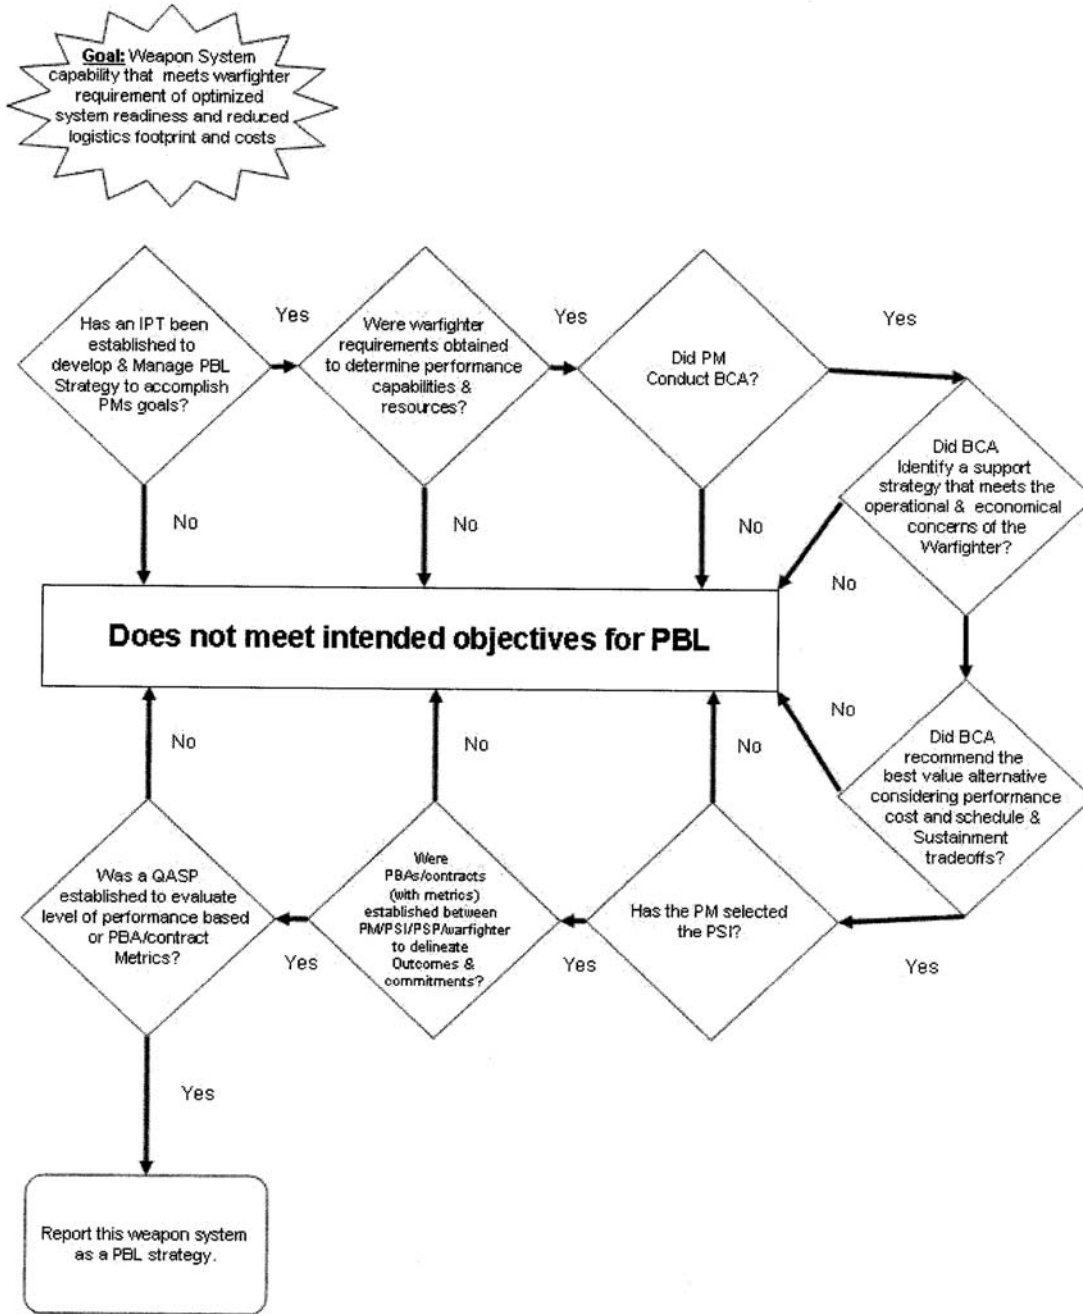 Goal: Weapon System
capability that meets warfighter
requirement of optimized
system readiness and reduced
logistics footprint and costs
Has an IPT been
established to
develop & Manage PBL
Strategy to accomplish
PMs goals?
Yes
Were warfighter
requirements obtained
to determine performance
capabilities &
resources?
Yes
Did PM
Conduct BCA?
Yes
Did BCA
Identify a support
strategy that meets the
operational & economical
concerns of the
Warfighter?
No
No
No
No
Does not meet intended objectives for PBL
No
No
No
No
Did BCA
recommend the
best value alternative
considering performance
cost and schedule &
Sustainment
tradeoffs?
Yes
Has the PM selected
the PSI?
Yes
Were
PBAs/contracts
(with metrics)
established between
PM/PSI/PSP/warfighter
to delineate
Outcomes &
commitments?
Yes
Was a QASP
established to evaluate
level of performance based
or PBA/contract
Metrics?
Yes
Report this weapon system
as a PBL strategy.